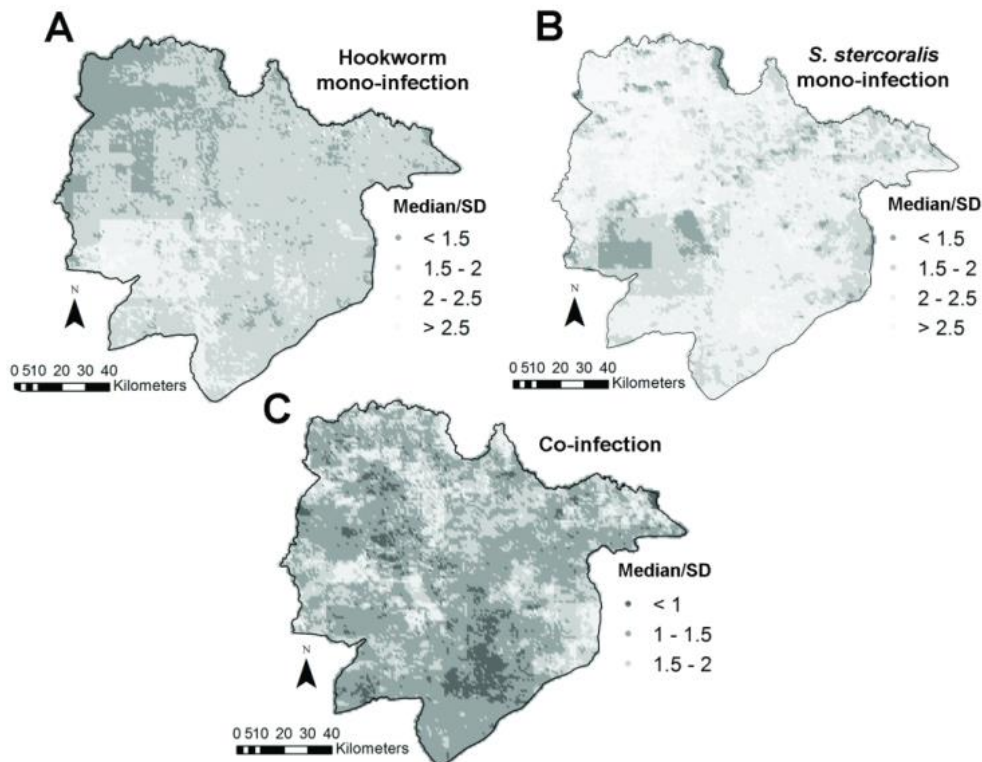 A
Hookworm
mono-infection
Median/SD
< 1.5
1.5 - 2
2 - 2.5
> 2.5
N
0 510 20 30 40
Kilometers
B
S. stercoralis
mono-infection
Median/SD
< 1.5
1.5 - 2
2 - 2.5
> 2.5
N
0 510 20 30 40
Kilometers
C
Co-infection
Median/SD
< 1
1 - 1.5
1.5 - 2
N
0 510 20 30 40
Kilometers